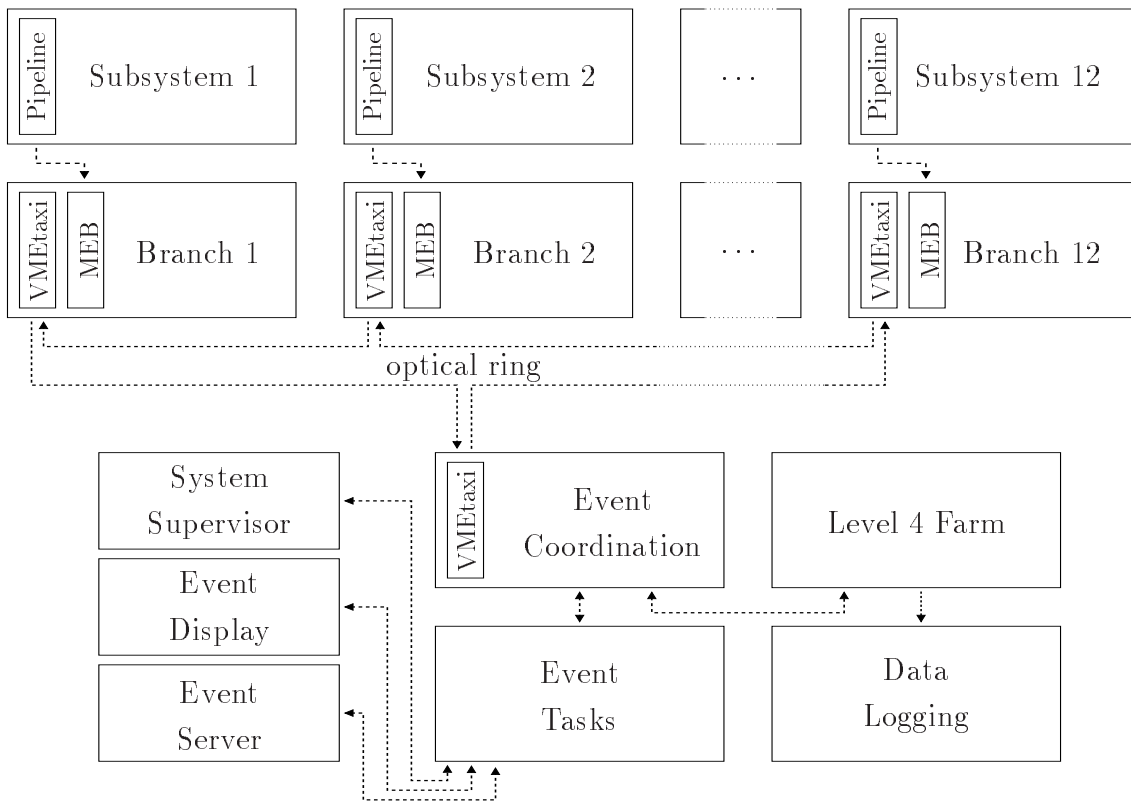 Pipeline
Subsystem 1
Pipeline
Subsystem 2
...
Pipeline
Subsystem 12
VMEtaxi
MEB
Branch 1
VMEtaxi
MEB
Branch 2
...
VMEtaxi
MEB
Branch 12
optical ring
System
Supervisor
VMEtaxi
Event
Coordination
Level 4 Farm
Event
Display
Event
Server
Event
Tasks
Data
Logging